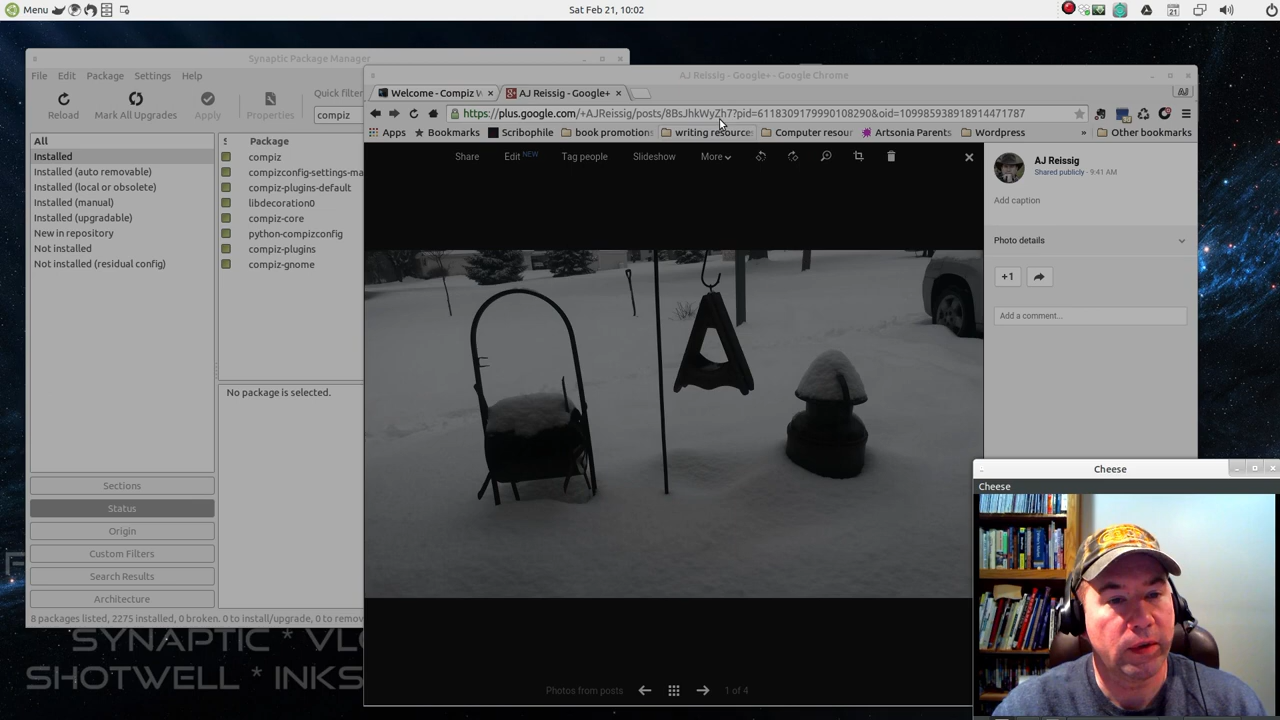 Menu
Sat Feb 21, 10:02
21
Synaptic Package Manager
File Edit Package Settings Help
Reload
Mark All Upgrades
Apply
Properties
Quick filter
compiz
All
Installed
Installed (auto removable)
Installed (local or obsolete)
Installed (manual)
Installed (upgradable)
New in repository
Not installed
Not installed (residual config)
S Package
compiz
compizconfig-settings-ma
compiz-plugins-default
libdecoration0
compiz-core
python-compizconfig
compiz-plugins
compiz-gnome
No package is selected.
Sections
Status
Origin
Custom Filters
Search Results
Architecture
8 packages listed, 2275 installed, 0 broken. 0 to install/upgrade, 0 to remov
SYNAPTIC * VL
SHOTWELL * INKS
AJ Reissig - Google+ - Google Chrome
Welcome - Compiz W × AJ Reissig - Google+ ×
https://plus.google.com/+AJReissig/posts/8BsJhkWyZh7?pid=6118309179990108290&oid=109985938918914471787
Apps Bookmarks Scribophile book promotion writing resource Computer resour Artsonia Parents Wordpress » Other bookmarks
Share Edit NEW Tag people Slideshow More
AJ Reissig
Shared publicly - 9:41 AM
Add caption
Photo details
+1
Add a comment...
Photos from posts
1 of 4
Cheese
Cheese